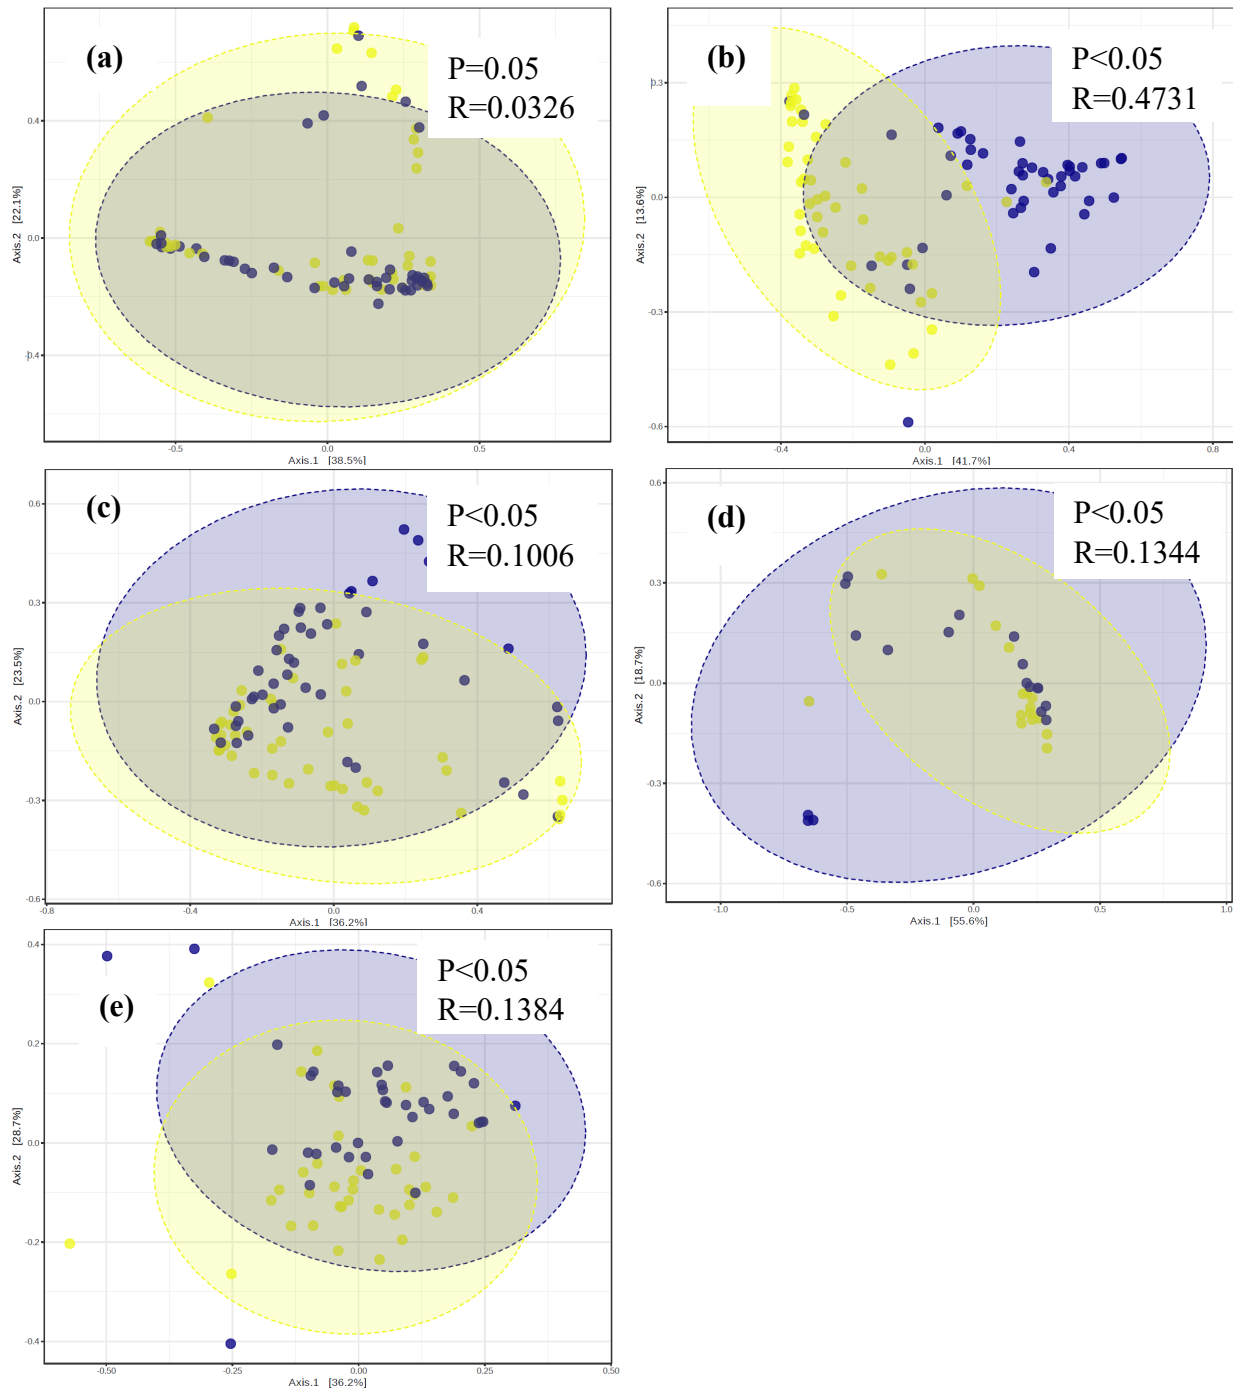 (a)
P=0.05
R=0.0326
0.4
0.0
-0.4
Axis.2 [22.1%]
-0.5
0.0
0.5
Axis.1 [38.5%]
(b)
P<0.05
R=0.4731
0.3
0.0
-0.3
-0.6
Axis.2 [13.6%]
-0.4
0.0
0.4
0.8
Axis.1 [41.7%]
(c)
P<0.05
R=0.1006
0.6
0.3
0.0
-0.3
-0.6
Axis.2 [23.5%]
-0.8
-0.4
0.0
0.4
Axis.1 [36.2%]
(d)
P<0.05
R=0.1344
0.6
0.3
0.0
-0.3
-0.6
Axis.2 [18.7%]
-1.0
-0.5
0.0
0.5
1.0
Axis.1 [55.6%]
(e)
P<0.05
R=0.1384
0.4
0.2
0.0
-0.2
-0.4
Axis.2 [28.7%]
-0.50
-0.25
0.00
0.25
0.50
Axis.1 [36.2%]